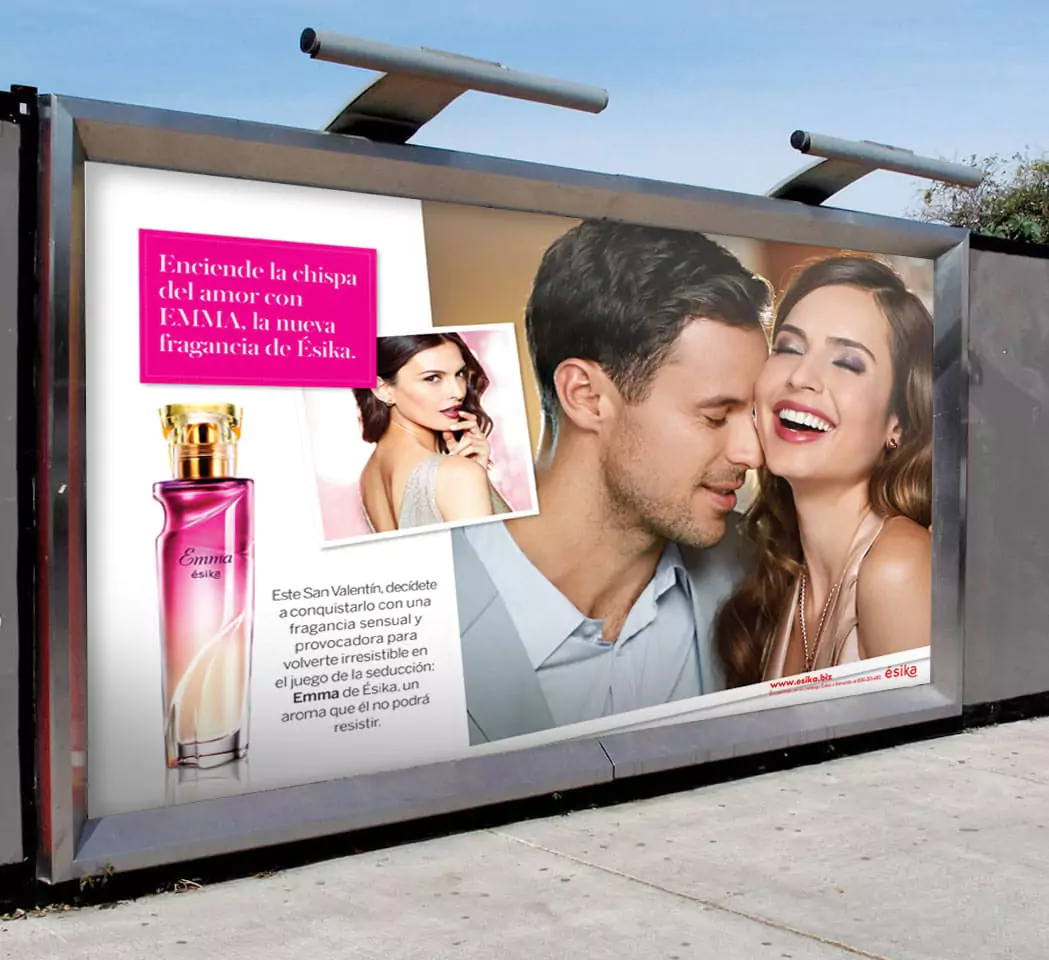 Enciende la chispa
del amor con
EMMA, la nueva
fragancia de Ésika.
Emma
ésika
Este San Valentín, decídete
a conquistarlo con una
fragancia sensual y
provocadora para
volverte irresistible en
el juego de la seducción:
Emma de Ésika, un
aroma que él no podrá
resistir.
www.esika.biz
ésika